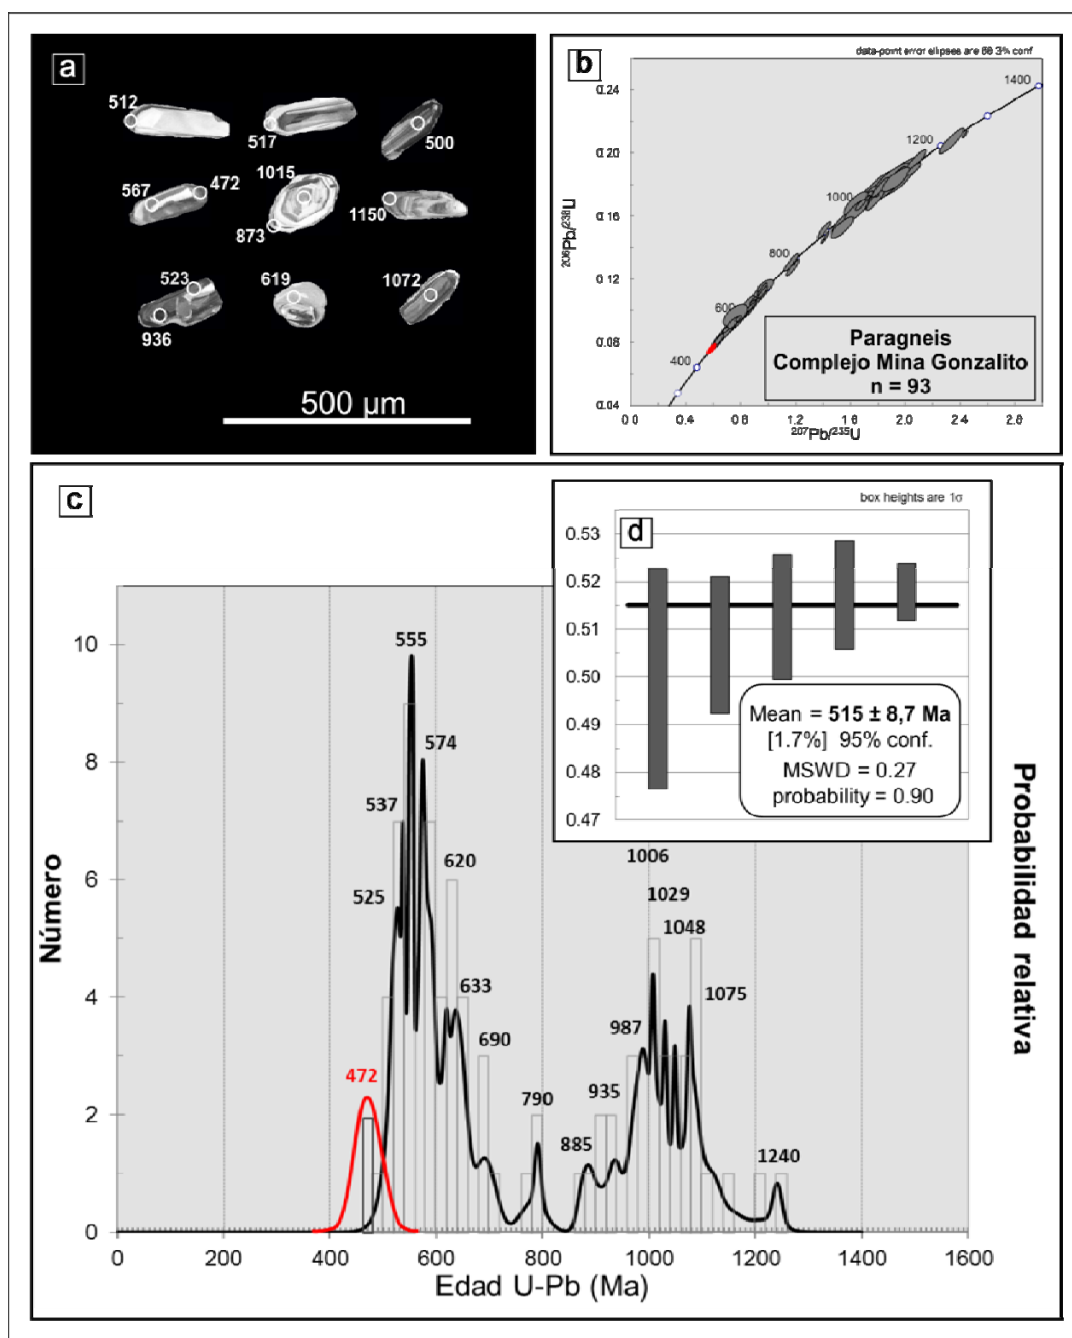 a
512
517
500
567
472
1015
1150
873
523
619
1072
936
500 µm
data-point error ellipses are 68.3% conf
b
0.24
0.20
0.16
0.12
0.08
0.04
1400
1200
1000
800
600
400
206Pb/238U
Paragneis
Complejo Mina Gonzalito
n = 93
0.0 0.4 0.8 1.2 1.6 2.0 2.4 2.8
207Pb/235U
c
box heights are 1σ
d
0.53
0.52
0.51
0.50
0.49
0.48
0.47
Mean = 515 ± 8,7 Ma
[1.7%] 95% conf.
MSWD = 0.27
probability = 0.90
10
8
6
4
2
0
Número
555
574
537
620
525
633
690
472
790
885
935
987
1006
1029
1048
1075
1240
Probabilidad relativa
0 200 400 600 800 1000 1200 1400 1600
Edad U-Pb (Ma)